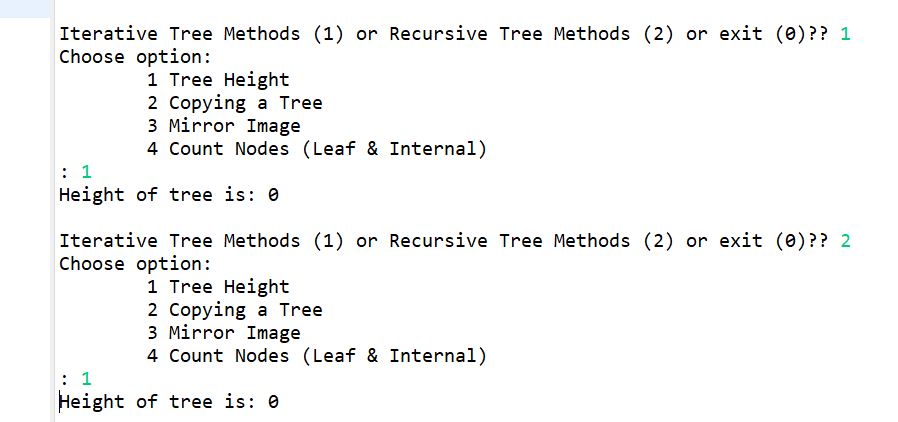 Iterative Tree Methods (1) or Recursive Tree Methods (2) or exit (0)?? 1
Choose option:
1 Tree Height
2 Copying a Tree
3 Mirror Image
4 Count Nodes (Leaf & Internal)
: 1
Height of tree is: 0
Iterative Tree Methods (1) or Recursive Tree Methods (2) or exit (0)?? 2
Choose option:
1 Tree Height
2 Copying a Tree
3 Mirror Image
4 Count Nodes (Leaf & Internal)
: 1
Height of tree is: 0